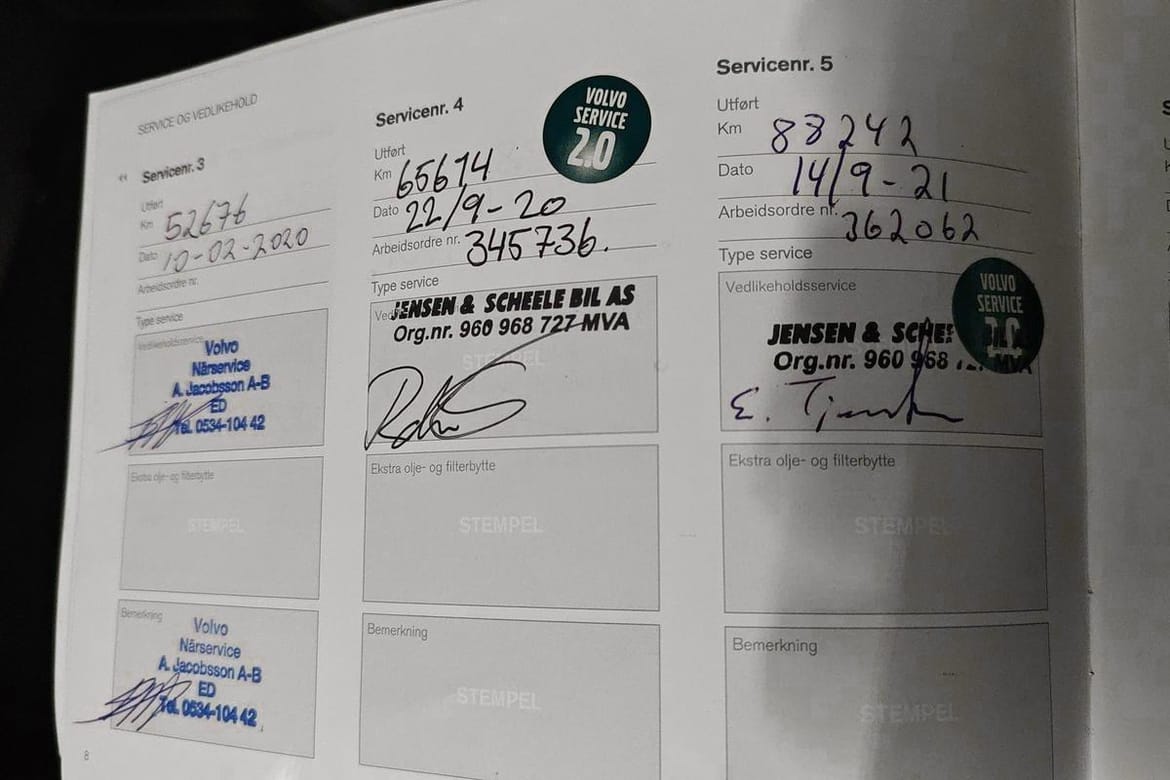 SERVICE OG VEDLIKEHOLD
Servicenr. 3
Utført
Km 52676
Dato 10-02-2020
Arbeidsordre nr.
Type service
Vedlikeholdsservice
Volvo
Närservice
A. Jacobsson A-B
ED
Tel. 0534-104 42
Ekstra olje- og filterbytte
STEMPEL
Bemerkning
Volvo
Närservice
A. Jacobsson A-B
ED
Tel. 0534-104 42
8
Servicenr. 4
VOLVO
SERVICE
2.0
Utført
Km 65614
Dato 22/9-20
Arbeidsordre nr. 345736.
Type service
JENSEN & SCHEELE BIL AS
Org.nr. 960 968 727 MVA
STEMPEL
Ekstra olje- og filterbytte
STEMPEL
Bemerkning
STEMPEL
Servicenr. 5
Utført
Km 88242
Dato 14/9-21
Arbeidsordre nr. 362062
Type service
Vedlikeholdsservice
VOLVO
SERVICE
2.0
JENSEN & SCHE
Org.nr. 960 968 MVA
Ekstra olje- og filterbytte
STEMPEL
Bemerkning
STEMPEL